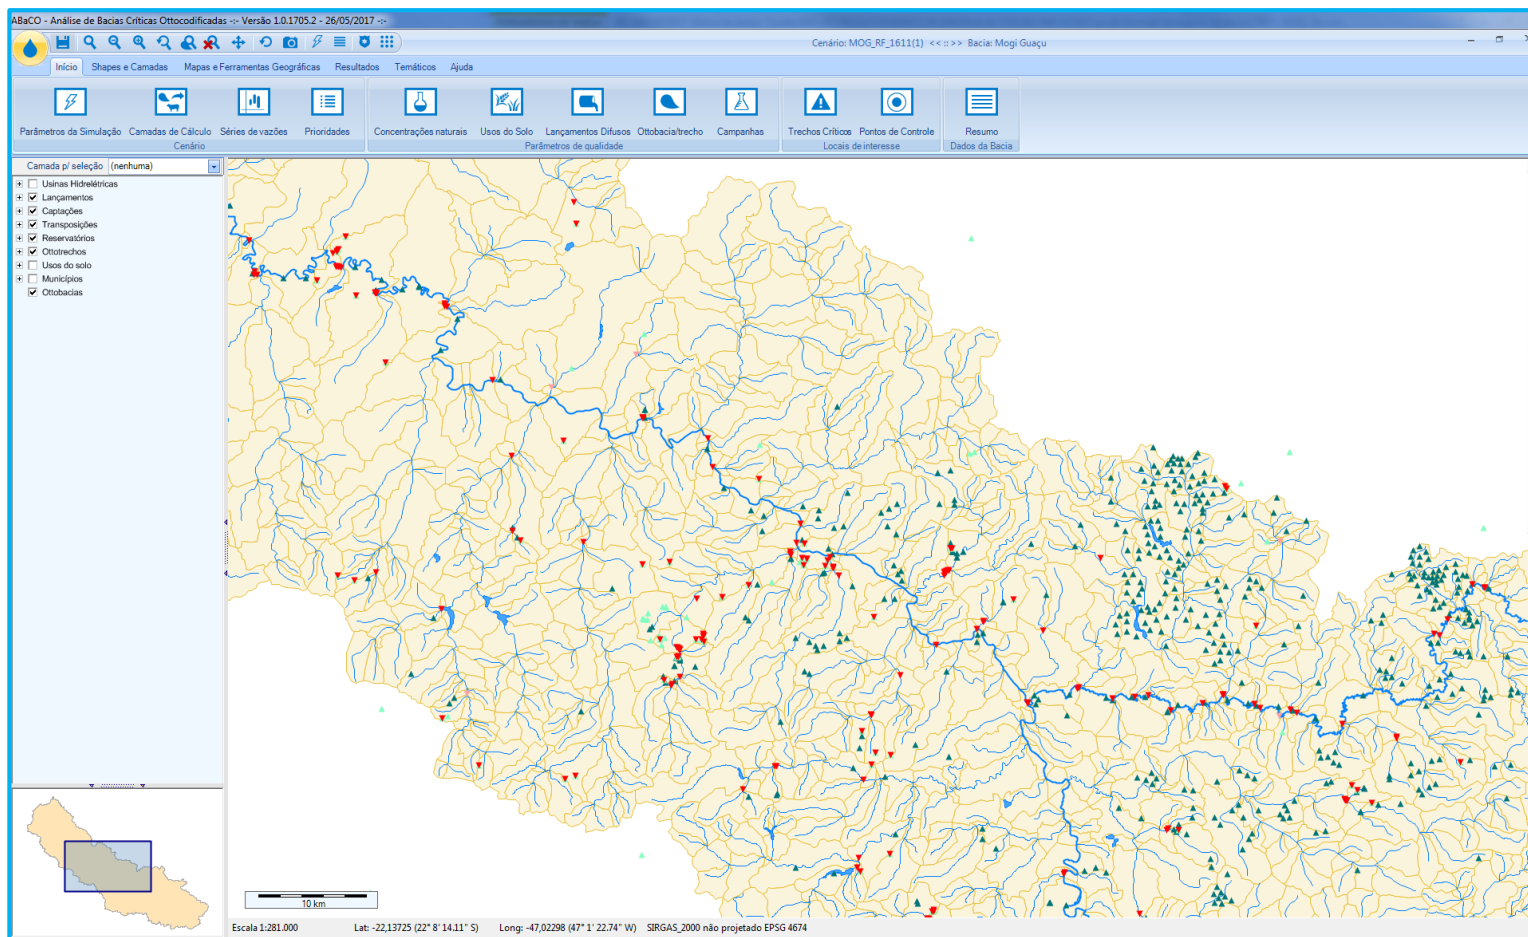 ABaCO - Análise de Bacias Críticas Ottocodificadas -:- Versão 1.0.1705.2 - 26/05/2017 -:-
Cenário: MOG_RF_1611(1) << :: >> Bacia: Mogi Guaçu
Início Shapes e Camadas Mapas e Ferramentas Geográficas Resultados Temáticos Ajuda
Parâmetros da Simulação Camadas de Cálculo Séries de vazões Prioridades Concentrações naturais Usos do Solo Lançamentos Difusos Ottobacia/trecho Campanhas Trechos Críticos Pontos de Controle Resumo
Cenário Parâmetros de qualidade Locais de interesse Dados da Bacia
Camada p/ seleção (nenhuma)
Usinas Hidrelétricas
Lançamentos
Captações
Transposições
Reservatórios
Ottotrechos
Usos do solo
Municípios
Ottobacias
10 km
Escala 1:281.000 Lat: -22,13725 (22° 8' 14.11" S) Long: -47,02298 (47° 1' 22.74" W) SIRGAS_2000 não projetado EPSG 4674